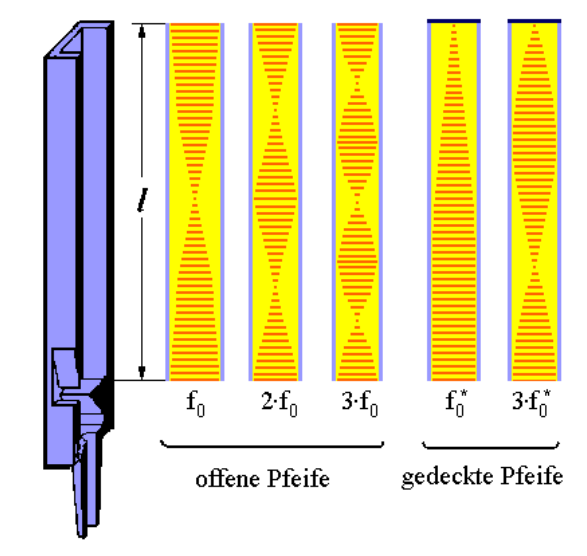 l
f₀ 2·f₀ 3·f₀ f₀* 3·f₀*
offene Pfeife gedeckte Pfeife